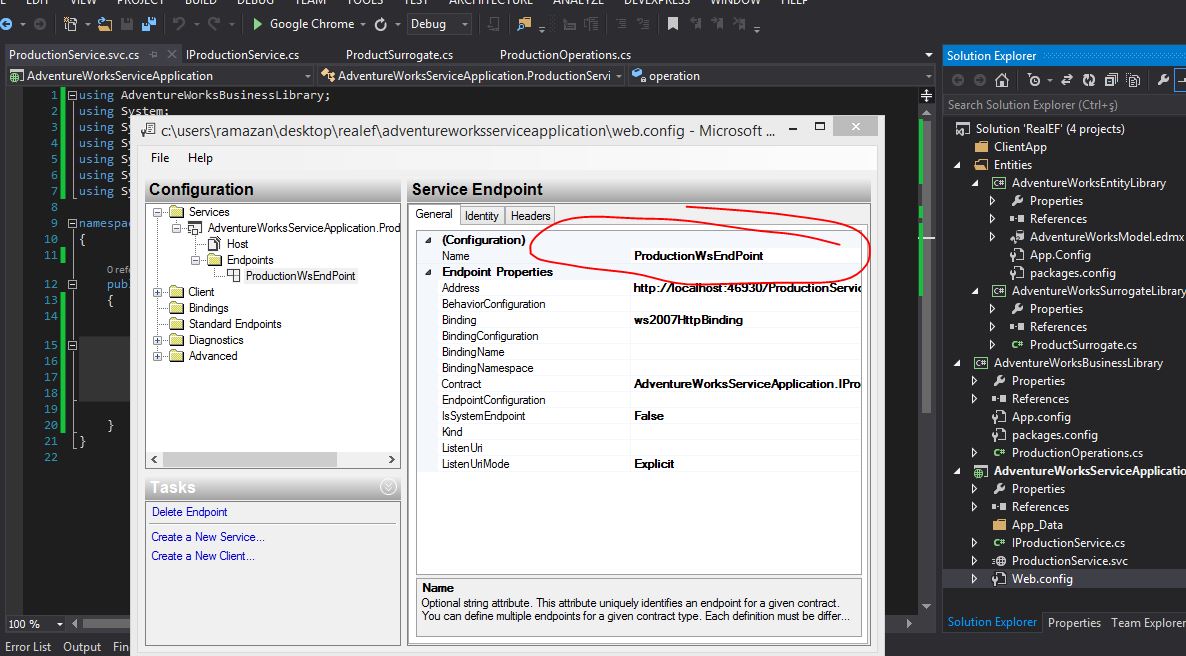 EDIT VIEW PROJECT BUILD DEBUG TEAM TOOLS TEST ARCHITECTURE ANALYZE DEVEXPRESS WINDOW HELP
Google Chrome Debug
ProductionService.svc.cs IProductionService.cs ProductSurrogate.cs ProductionOperations.cs
AdventureWorksServiceApplication AdventureWorksServiceApplication.ProductionServi operation
1 using AdventureWorksBusinessLibrary;
2 using System;
3 using Sy
4 using Sy
5 using Sy
6 using Sy
7 using Sy
8
9 namespac
10 {
11
0 refe
12 pub
13 {
14
15
16
17
18
19
20 }
21 }
22
100 %
Error List Output Fin
c:\users\ramazan\desktop\realef\adventureworksserviceapplication\web.config - Microsoft ...
File Help
Configuration
Services
AdventureWorksServiceApplication.Prod
Host
Endpoints
ProductionWsEndPoint
Client
Bindings
Standard Endpoints
Diagnostics
Advanced
Tasks
Delete Endpoint
Create a New Service...
Create a New Client...
Service Endpoint
General Identity Headers
(Configuration)
Name ProductionWsEndPoint
Endpoint Properties
Address http://localhost:46930/ProductionServic
BehaviorConfiguration
Binding ws2007HttpBinding
BindingConfiguration
BindingName
BindingNamespace
Contract AdventureWorksServiceApplication.IPro
EndpointConfiguration
IsSystemEndpoint False
Kind
ListenUri
ListenUriMode Explicit
Name
Optional string attribute. This attribute uniquely identifies an endpoint for a given contract.
You can define multiple endpoints for a given contract type. Each definition must be differ...
Solution Explorer
Search Solution Explorer (Ctrl+ş)
Solution 'RealEF' (4 projects)
ClientApp
Entities
AdventureWorksEntityLibrary
Properties
References
AdventureWorksModel.edmx
App.Config
packages.config
AdventureWorksSurrogateLibrary
Properties
References
ProductSurrogate.cs
AdventureWorksBusinessLibrary
Properties
References
App.config
packages.config
ProductionOperations.cs
AdventureWorksServiceApplicatio
Properties
References
App_Data
IProductionService.cs
ProductionService.svc
Web.config
Solution Explorer Properties Team Explorer